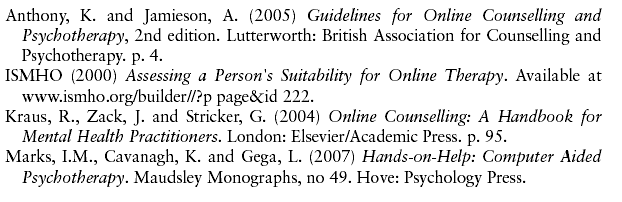 Anthony, K. and Jamieson, A. (2005) Guidelines for Online Counselling and
Psychotherapy, 2nd edition. Lutterworth: British Association for Counselling and
Psychotherapy. p. 4.
ISMHO (2000) Assessing a Person's Suitability for Online Therapy. Available at
www.ismho.org/builder//?p page&id 222.
Kraus, R., Zack, J. and Stricker, G. (2004) Online Counselling: A Handbook for
Mental Health Practitioners. London: Elsevier/Academic Press. p. 95.
Marks, I.M., Cavanagh, K. and Gega, L. (2007) Hands-on-Help: Computer Aided
Psychotherapy. Maudsley Monographs, no 49. Hove: Psychology Press.